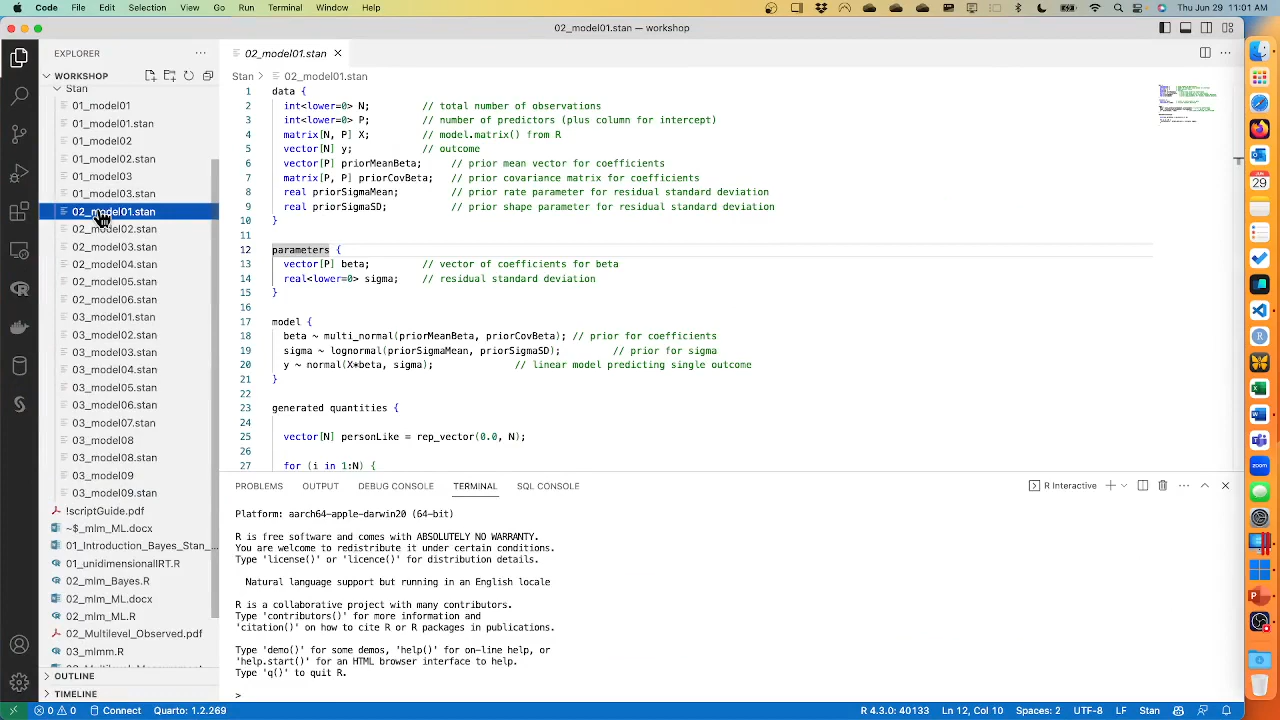 Code File Edit Selection View Go Run Terminal Window Help Thu Jun 29 11:01 AM
02_model01.stan — workshop
EXPLORER
WORKSHOP
Stan
01_model01
01_model01.stan
01_model02
01_model02.stan
01_model03
01_model03.stan
02_model01.stan
02_model02.stan
02_model03.stan
02_model04.stan
02_model05.stan
02_model06.stan
03_model01.stan
03_model02.stan
03_model03.stan
03_model04.stan
03_model05.stan
03_model06.stan
03_model07.stan
03_model08
03_model08.stan
03_model09
03_model09.stan
!scriptGuide.pdf
~$_mlm_ML.docx
01_Introduction_Bayes_Stan_...
01_unidimensionalIRT.R
02_mlm_Bayes.R
02_mlm_ML.docx
02_mlm_ML.R
02_Multilevel_Observed.pdf
03_mimm.R
OUTLINE
TIMELINE
02_model01.stan
Stan > 02_model01.stan
1 data {
2 int<lower=0> N; // total number of observations
3 int<lower=0> P; // number of predictors (plus column for intercept)
4 matrix[N, P] X; // model.matrix() from R
5 vector[N] y; // outcome
6 vector[P] priorMeanBeta; // prior mean vector for coefficients
7 matrix[P, P] priorCovBeta; // prior covariance matrix for coefficients
8 real priorSigmaMean; // prior rate parameter for residual standard deviation
9 real priorSigmaSD; // prior shape parameter for residual standard deviation
10 }
11
12 parameters {
13 vector[P] beta; // vector of coefficients for beta
14 real<lower=0> sigma; // residual standard deviation
15 }
16
17 model {
18 beta ~ multi_normal(priorMeanBeta, priorCovBeta); // prior for coefficients
19 sigma ~ lognormal(priorSigmaMean, priorSigmaSD); // prior for sigma
20 y ~ normal(X*beta, sigma); // linear model predicting single outcome
21 }
22
23 generated quantities {
24
25 vector[N] personLike = rep_vector(0.0, N);
26
27 for (i in 1:N) {
PROBLEMS OUTPUT DEBUG CONSOLE TERMINAL SQL CONSOLE R Interactive
Platform: aarch64-apple-darwin20 (64-bit)
R is free software and comes with ABSOLUTELY NO WARRANTY.
You are welcome to redistribute it under certain conditions.
Type 'license()' or 'licence()' for distribution details.
Natural language support but running in an English locale
R is a collaborative project with many contributors.
Type 'contributors()' for more information and
'citation()' on how to cite R or R packages in publications.
Type 'demo()' for some demos, 'help()' for on-line help, or
'help.start()' for an HTML browser interface to help.
Type 'q()' to quit R.
>
0 0 Connect Quarto: 1.2.269 R 4.3.0: 40133 Ln 12, Col 10 Spaces: 2 UTF-8 LF Stan